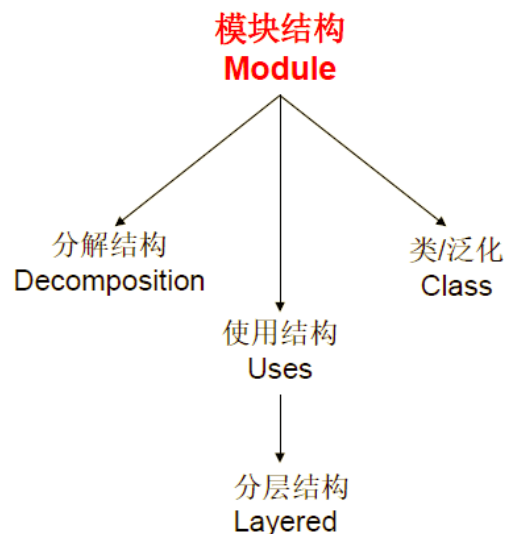 模块结构
Module
分解结构
Decomposition
类/泛化
Class
使用结构
Uses
分层结构
Layered